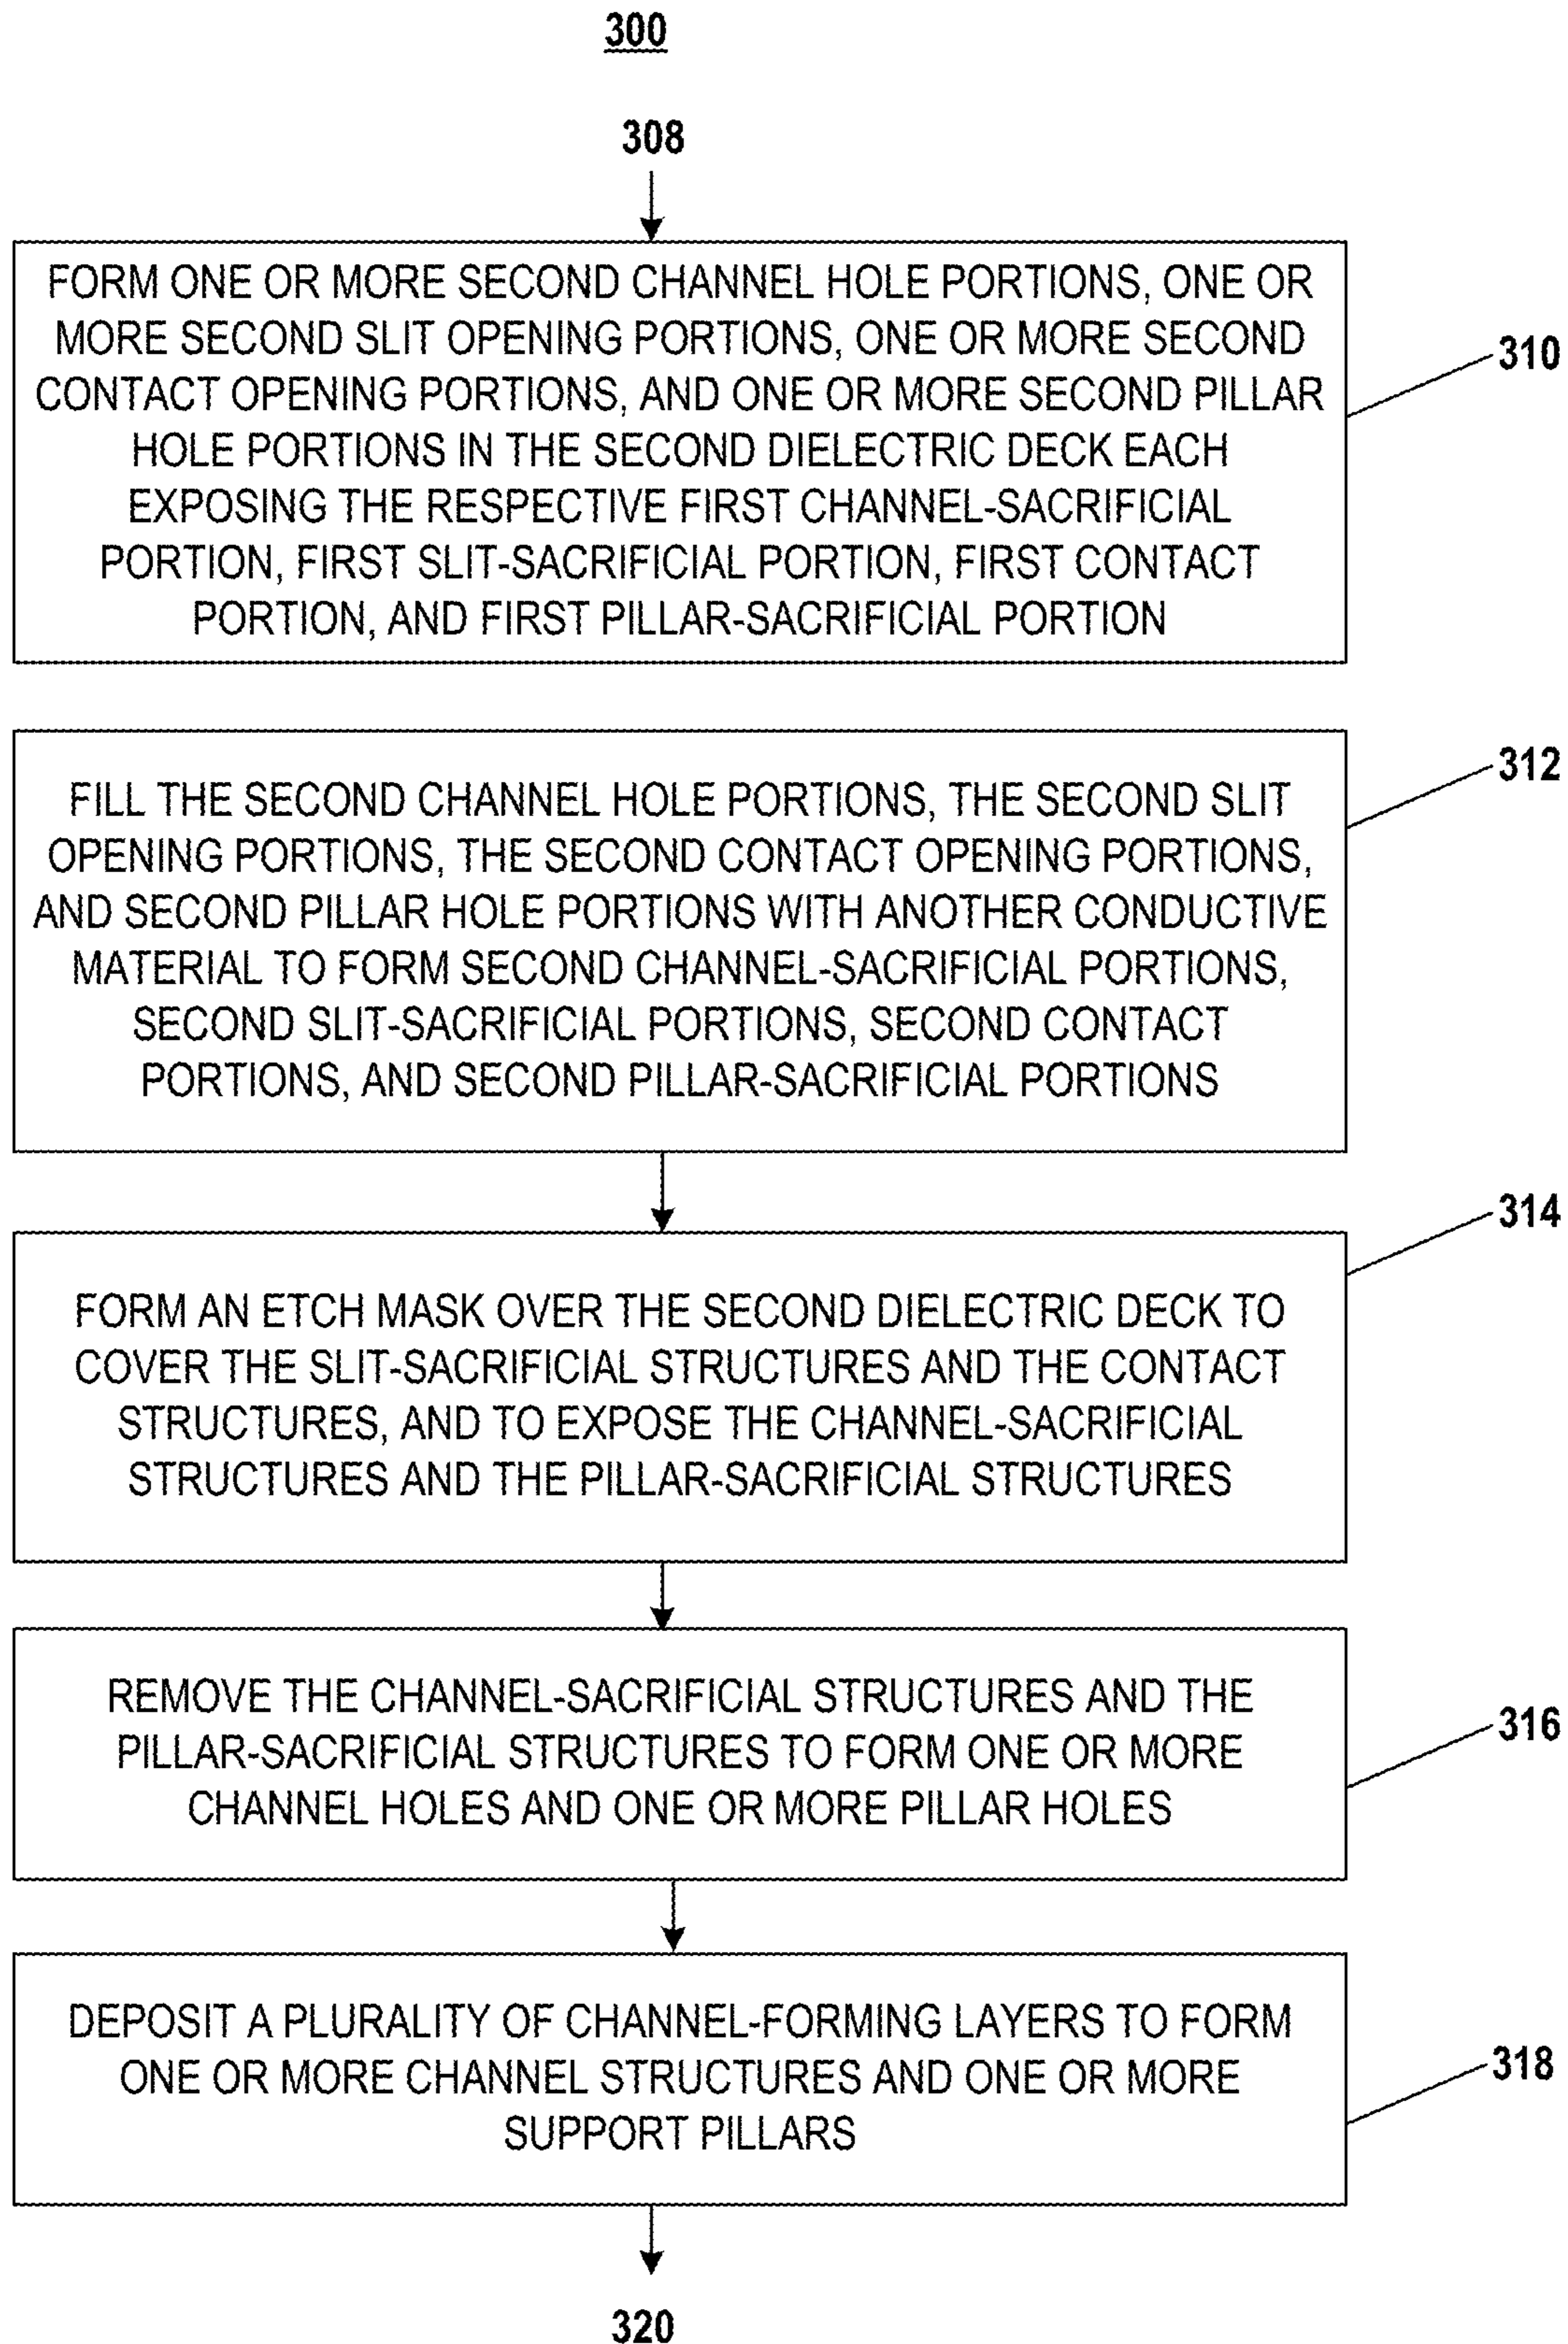 300
308
FORM ONE OR MORE SECOND CHANNEL HOLE PORTIONS, ONE OR
MORE SECOND SLIT OPENING PORTIONS, ONE OR MORE SECOND
CONTACT OPENING PORTIONS, AND ONE OR MORE SECOND PILLAR
HOLE PORTIONS IN THE SECOND DIELECTRIC DECK EACH
EXPOSING THE RESPECTIVE FIRST CHANNEL-SACRIFICIAL
PORTION, FIRST SLIT-SACRIFICIAL PORTION, FIRST CONTACT
PORTION, AND FIRST PILLAR-SACRIFICIAL PORTION
310
FILL THE SECOND CHANNEL HOLE PORTIONS, THE SECOND SLIT
OPENING PORTIONS, THE SECOND CONTACT OPENING PORTIONS,
AND SECOND PILLAR HOLE PORTIONS WITH ANOTHER CONDUCTIVE
MATERIAL TO FORM SECOND CHANNEL-SACRIFICIAL PORTIONS,
SECOND SLIT-SACRIFICIAL PORTIONS, SECOND CONTACT
PORTIONS, AND SECOND PILLAR-SACRIFICIAL PORTIONS
312
FORM AN ETCH MASK OVER THE SECOND DIELECTRIC DECK TO
COVER THE SLIT-SACRIFICIAL STRUCTURES AND THE CONTACT
STRUCTURES, AND TO EXPOSE THE CHANNEL-SACRIFICIAL
STRUCTURES AND THE PILLAR-SACRIFICIAL STRUCTURES
314
REMOVE THE CHANNEL-SACRIFICIAL STRUCTURES AND THE
PILLAR-SACRIFICIAL STRUCTURES TO FORM ONE OR MORE
CHANNEL HOLES AND ONE OR MORE PILLAR HOLES
316
DEPOSIT A PLURALITY OF CHANNEL-FORMING LAYERS TO FORM
ONE OR MORE CHANNEL STRUCTURES AND ONE OR MORE
SUPPORT PILLARS
318
320